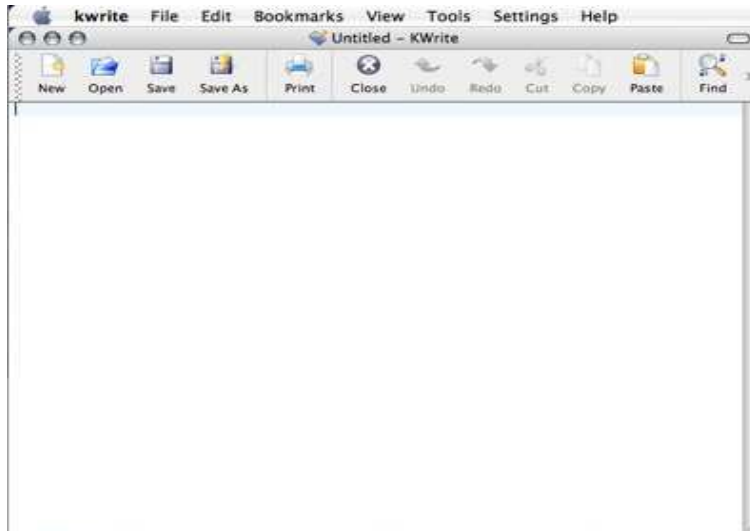 kwrite File Edit Bookmarks View Tools Settings Help
Untitled – KWrite
New Open Save Save As Print Close Undo Redo Cut Copy Paste Find